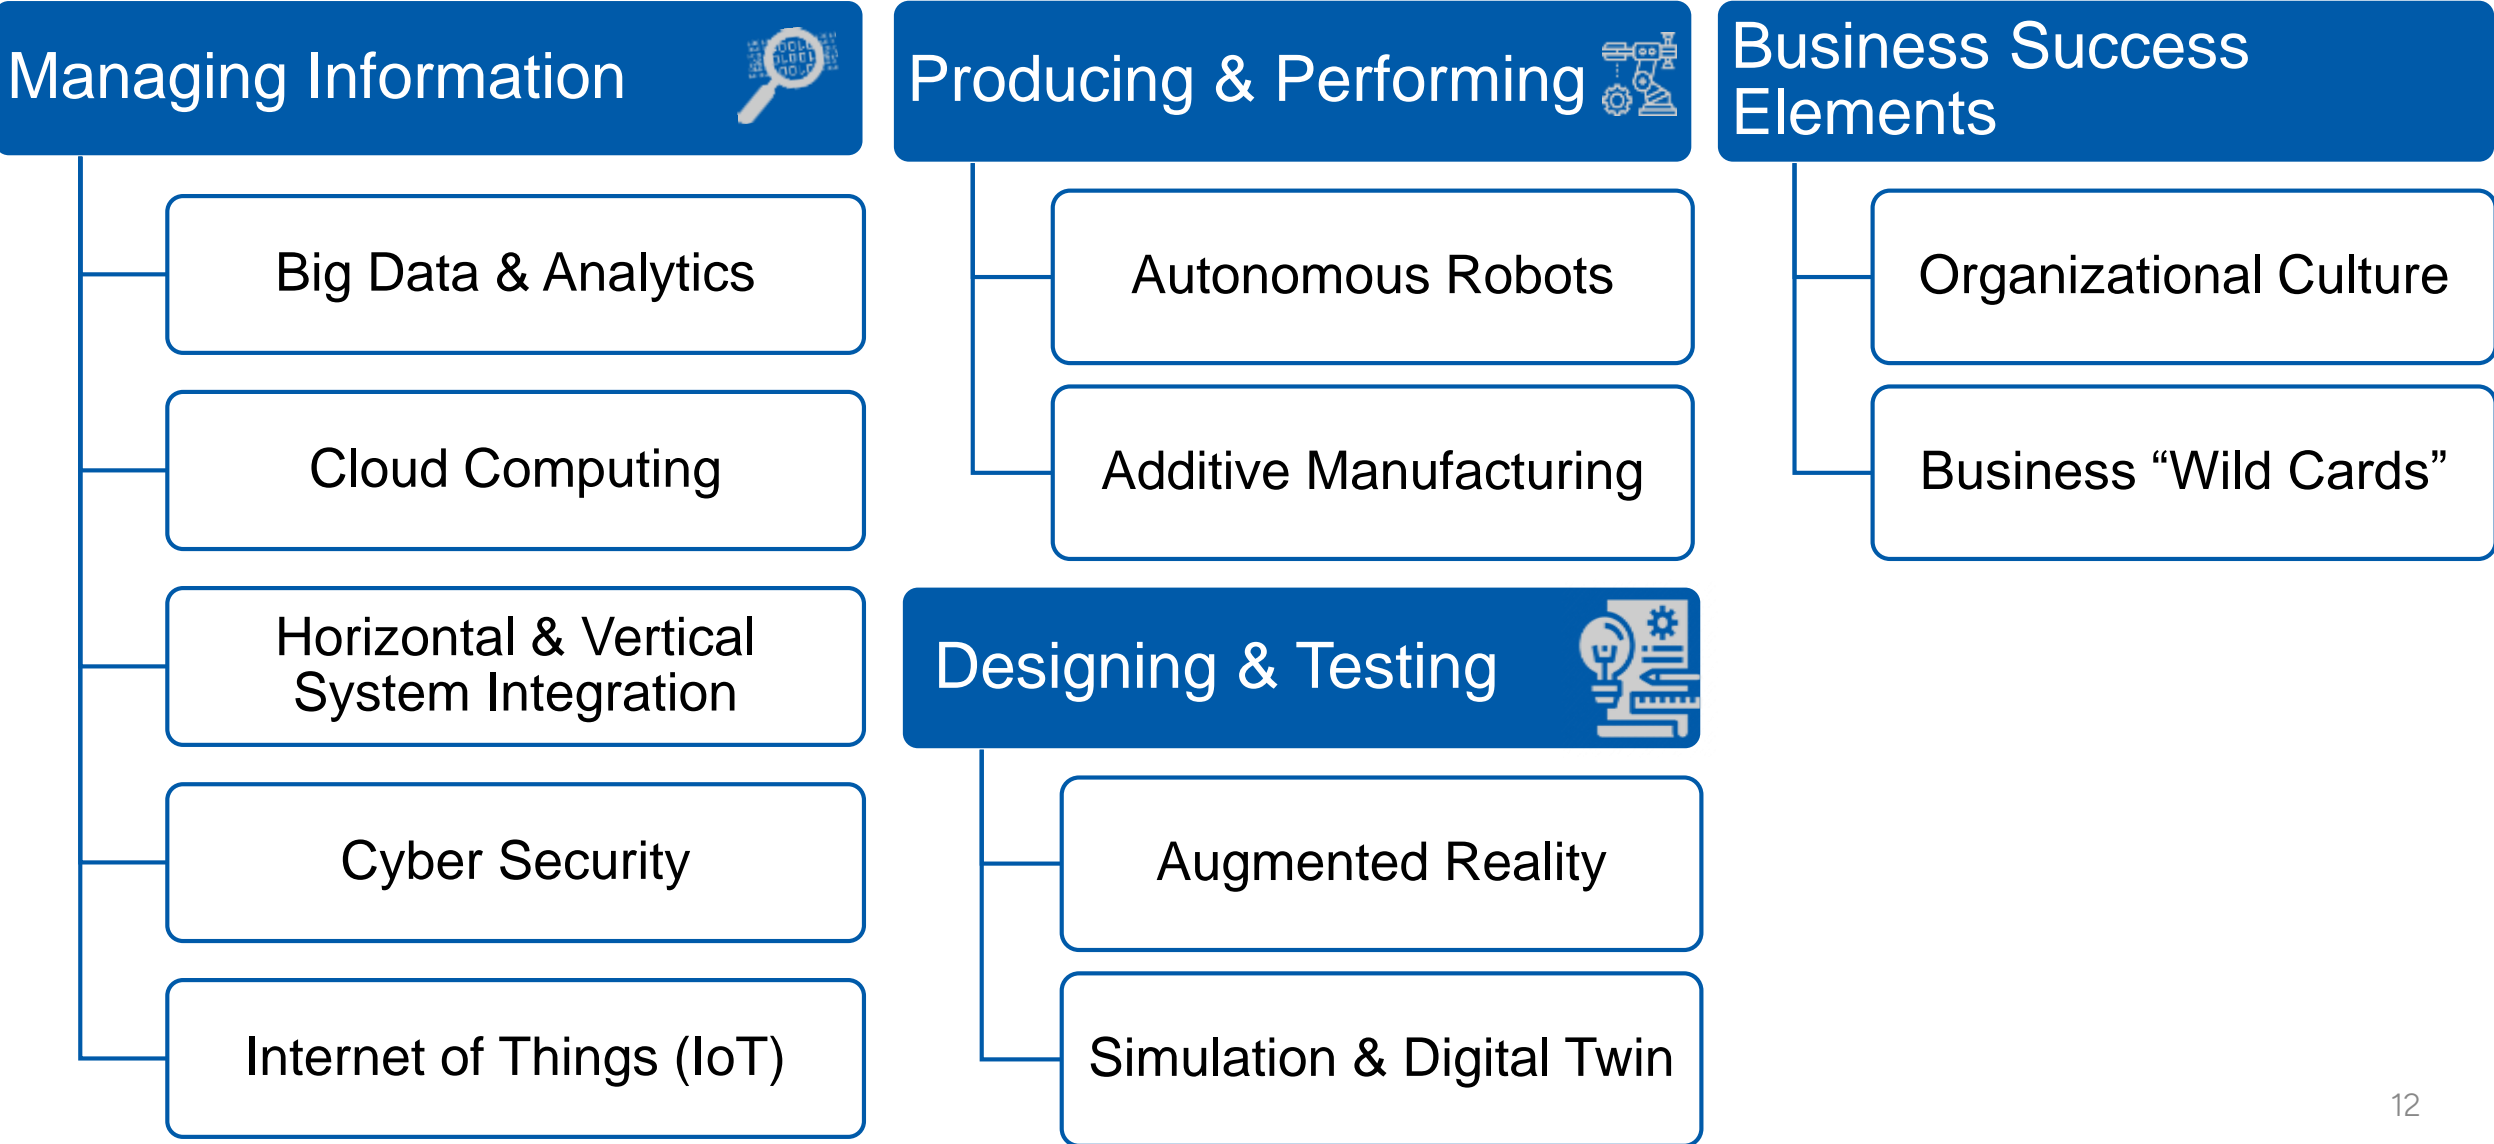 Managing Information
Big Data & Analytics
Cloud Computing
Horizontal & Vertical
System Integration
Cyber Security
Internet of Things (IoT)
Producing & Performing
Autonomous Robots
Additive Manufacturing
Designing & Testing
Augmented Reality
Simulation & Digital Twin
Business Success
Elements
Organizational Culture
Business “Wild Cards”
12